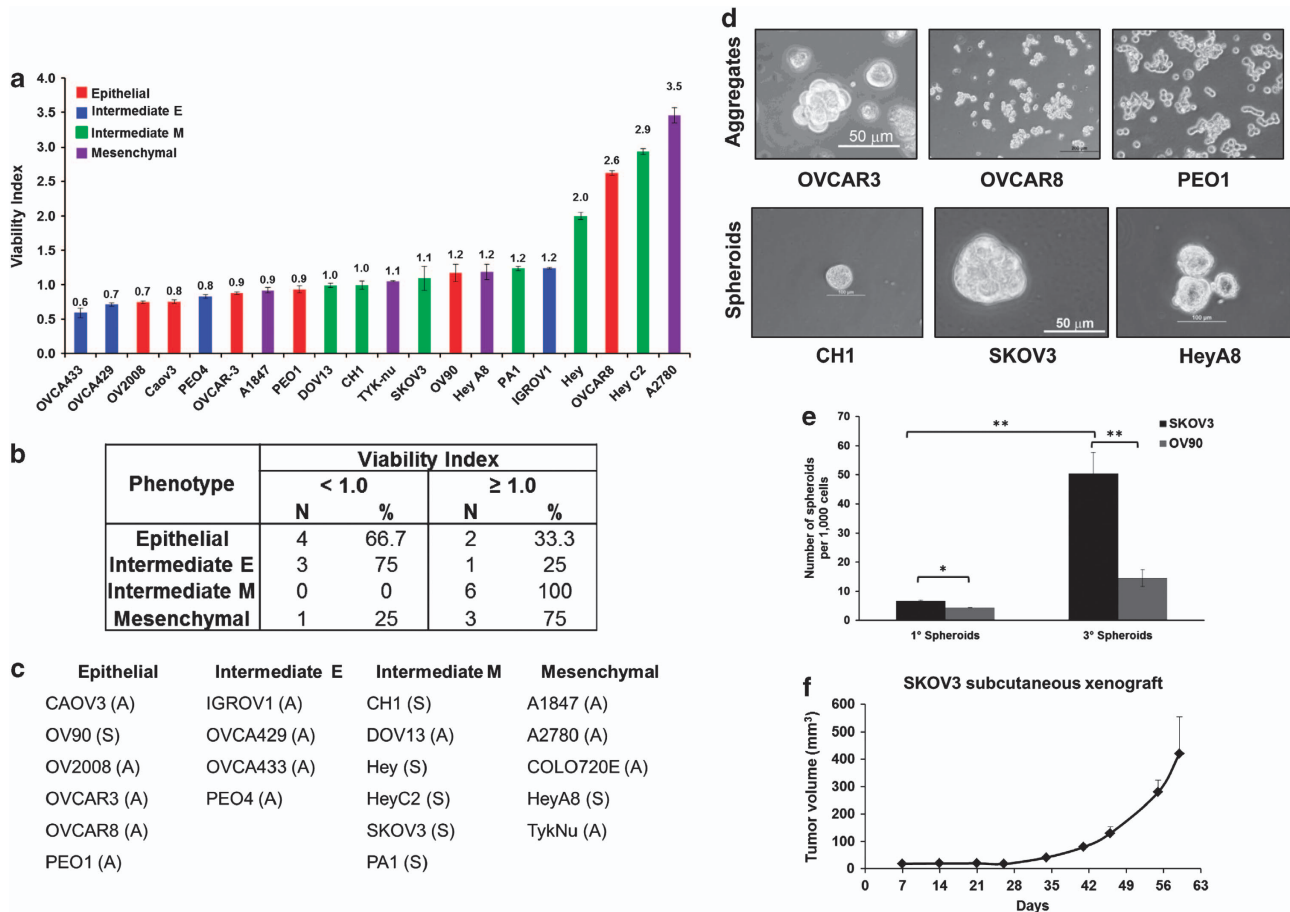 a
4.0
3.5
3.0
2.5
2.0
1.5
1.0
0.5
0.0
Viability Index
Epithelial
Intermediate E
Intermediate M
Mesenchymal
0.6 0.7 0.7 0.8 0.8 0.9 0.9 0.9 1.0 1.0 1.1 1.1 1.2 1.2 1.2 1.2 2.0 2.6 2.9 3.5
OVCA433 OVCA429 OV2008 Caov3 PEO4 OVCAR-3 A1847 PEO1 DOV13 CH1 TYK-nu SKOV3 OV90 Hey A8 PA1 IGROV1 Hey OVCAR8 Hey C2 A2780
b
Viability Index
Phenotype < 1.0 ≥ 1.0
N % N %
Epithelial 4 66.7 2 33.3
Intermediate E 3 75 1 25
Intermediate M 0 0 6 100
Mesenchymal 1 25 3 75
c
Epithelial Intermediate E Intermediate M Mesenchymal
CAOV3 (A) IGROV1 (A) CH1 (S) A1847 (A)
OV90 (S) OVCA429 (A) DOV13 (A) A2780 (A)
OV2008 (A) OVCA433 (A) Hey (S) COLO720E (A)
OVCAR3 (A) PEO4 (A) HeyC2 (S) HeyA8 (S)
OVCAR8 (A) SKOV3 (S) TykNu (A)
PEO1 (A) PA1 (S)
d
Aggregates
50 µm
OVCAR3 OVCAR8 PEO1
Spheroids
100 µm 50 µm 100 µm
CH1 SKOV3 HeyA8
e
70
60
50
40
30
20
10
0
Number of spheroids
per 1,000 cells
SKOV3
OV90
** **
*
1° Spheroids 3° Spheroids
f
SKOV3 subcutaneous xenograft
600
500
400
300
200
100
0
Tumor volume (mm³)
0 7 14 21 28 35 42 49 56 63
Days